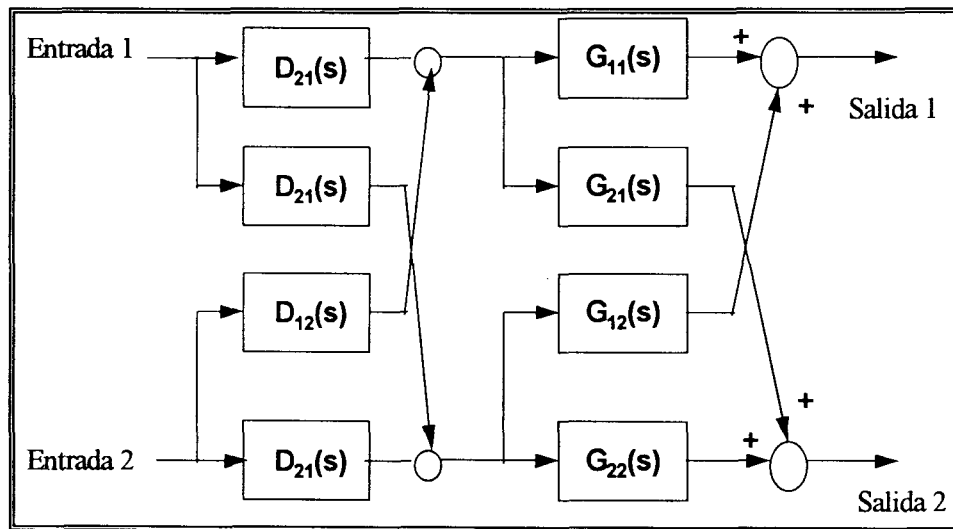 Entrada 1
D21(s)
G11(s)
+
+
Salida 1
D21(s)
G21(s)
D12(s)
G12(s)
+
Entrada 2
D21(s)
G22(s)
+
Salida 2